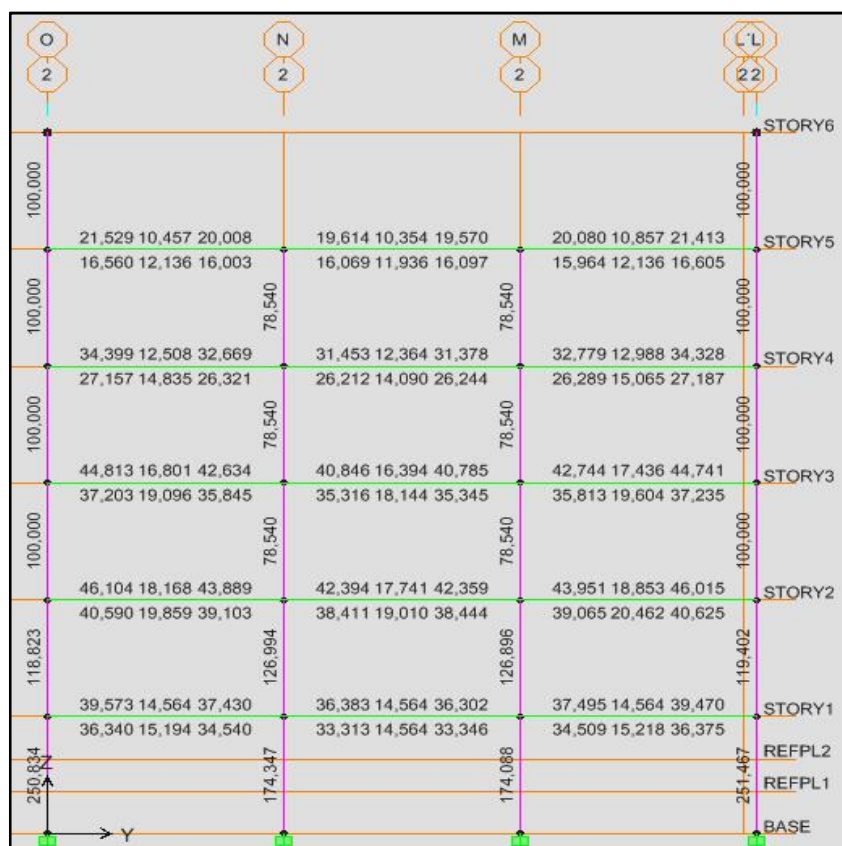 O N M L' L
2 2 2 2 2
STORY6
100,000 100,000
21,529 10,457 20,008 19,614 10,354 19,570 20,080 10,857 21,413 STORY5
16,560 12,136 16,003 16,069 11,936 16,097 15,964 12,136 16,605
100,000 78,540 78,540 100,000
34,399 12,508 32,669 31,453 12,364 31,378 32,779 12,988 34,328 STORY4
27,157 14,835 26,321 26,212 14,090 26,244 26,289 15,065 27,187
100,000 78,540 78,540 100,000
44,813 16,801 42,634 40,846 16,394 40,785 42,744 17,436 44,741 STORY3
37,203 19,096 35,845 35,316 18,144 35,345 35,813 19,604 37,235
100,000 78,540 78,540 100,000
46,104 18,168 43,889 42,394 17,741 42,359 43,951 18,853 46,015 STORY2
40,590 19,859 39,103 38,411 19,010 38,444 39,065 20,462 40,625
118,823 126,994 126,896 119,402
39,573 14,564 37,430 36,383 14,564 36,302 37,495 14,564 39,470 STORY1
36,340 15,194 34,540 33,313 14,564 33,346 34,509 15,218 36,375
REFPL2
250,834 174,347 174,088 251,467
Z
REFPL1
Y
BASE